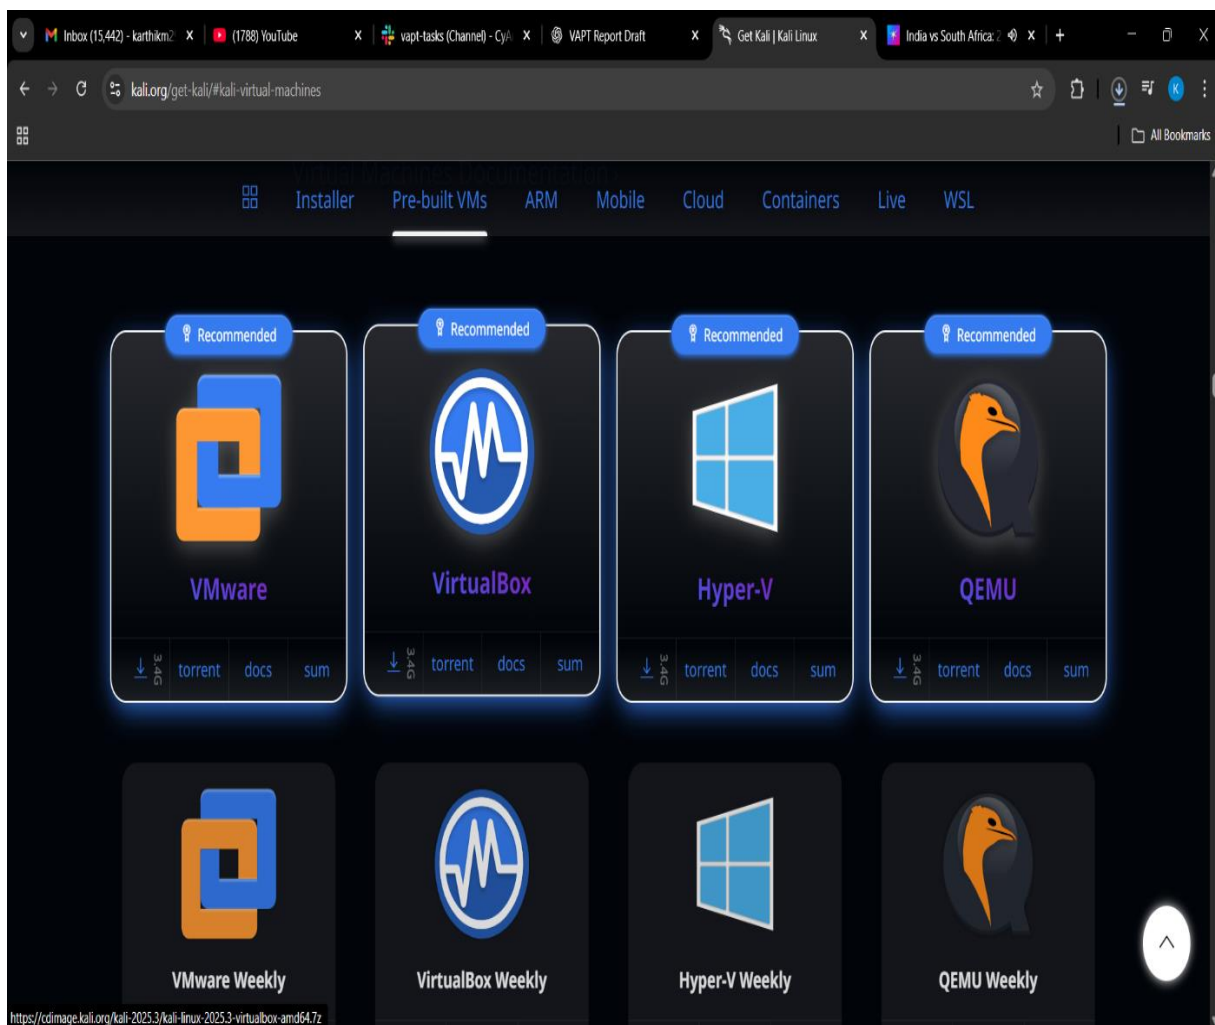 Inbox (15,442) - karthikm2
(1788) YouTube
vapt-tasks (Channel) - CyA
VAPT Report Draft
Get Kali | Kali Linux
India vs South Africa: 2
kali.org/get-kali/#kali-virtual-machines
K
All Bookmarks
Virtual Machines Documentation
Installer Pre-built VMs ARM Mobile Cloud Containers Live WSL
Recommended Recommended Recommended Recommended
VMware VirtualBox Hyper-V QEMU
3.4G torrent docs sum 3.4G torrent docs sum 3.4G torrent docs sum 3.4G torrent docs sum
VMware Weekly VirtualBox Weekly Hyper-V Weekly QEMU Weekly
https://cdimage.kali.org/kali-2025.3/kali-linux-2025.3-virtualbox-amd64.7z